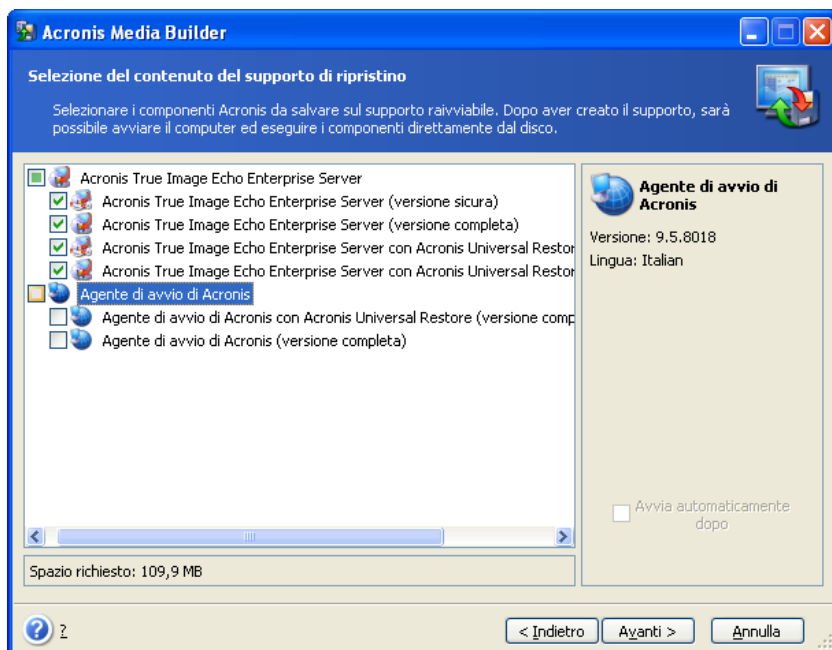 Acronis Media Builder
Selezione del contenuto del supporto di ripristino
Selezionare i componenti Acronis da salvare sul supporto raivviabile. Dopo aver creato il supporto, sarà
possibile avviare il computer ed eseguire i componenti direttamente dal disco.
Acronis True Image Echo Enterprise Server
Acronis True Image Echo Enterprise Server (versione sicura)
Acronis True Image Echo Enterprise Server (versione completa)
Acronis True Image Echo Enterprise Server con Acronis Universal Restor
Acronis True Image Echo Enterprise Server con Acronis Universal Restor
Agente di avvio di Acronis
Agente di avvio di Acronis con Acronis Universal Restore (versione comp
Agente di avvio di Acronis (versione completa)
Spazio richiesto: 109,9 MB
Agente di avvio di
Acronis
Versione: 9.5.8018
Lingua: Italian
Avvia automaticamente
dopo
?
< Indietro
Avanti >
Annulla